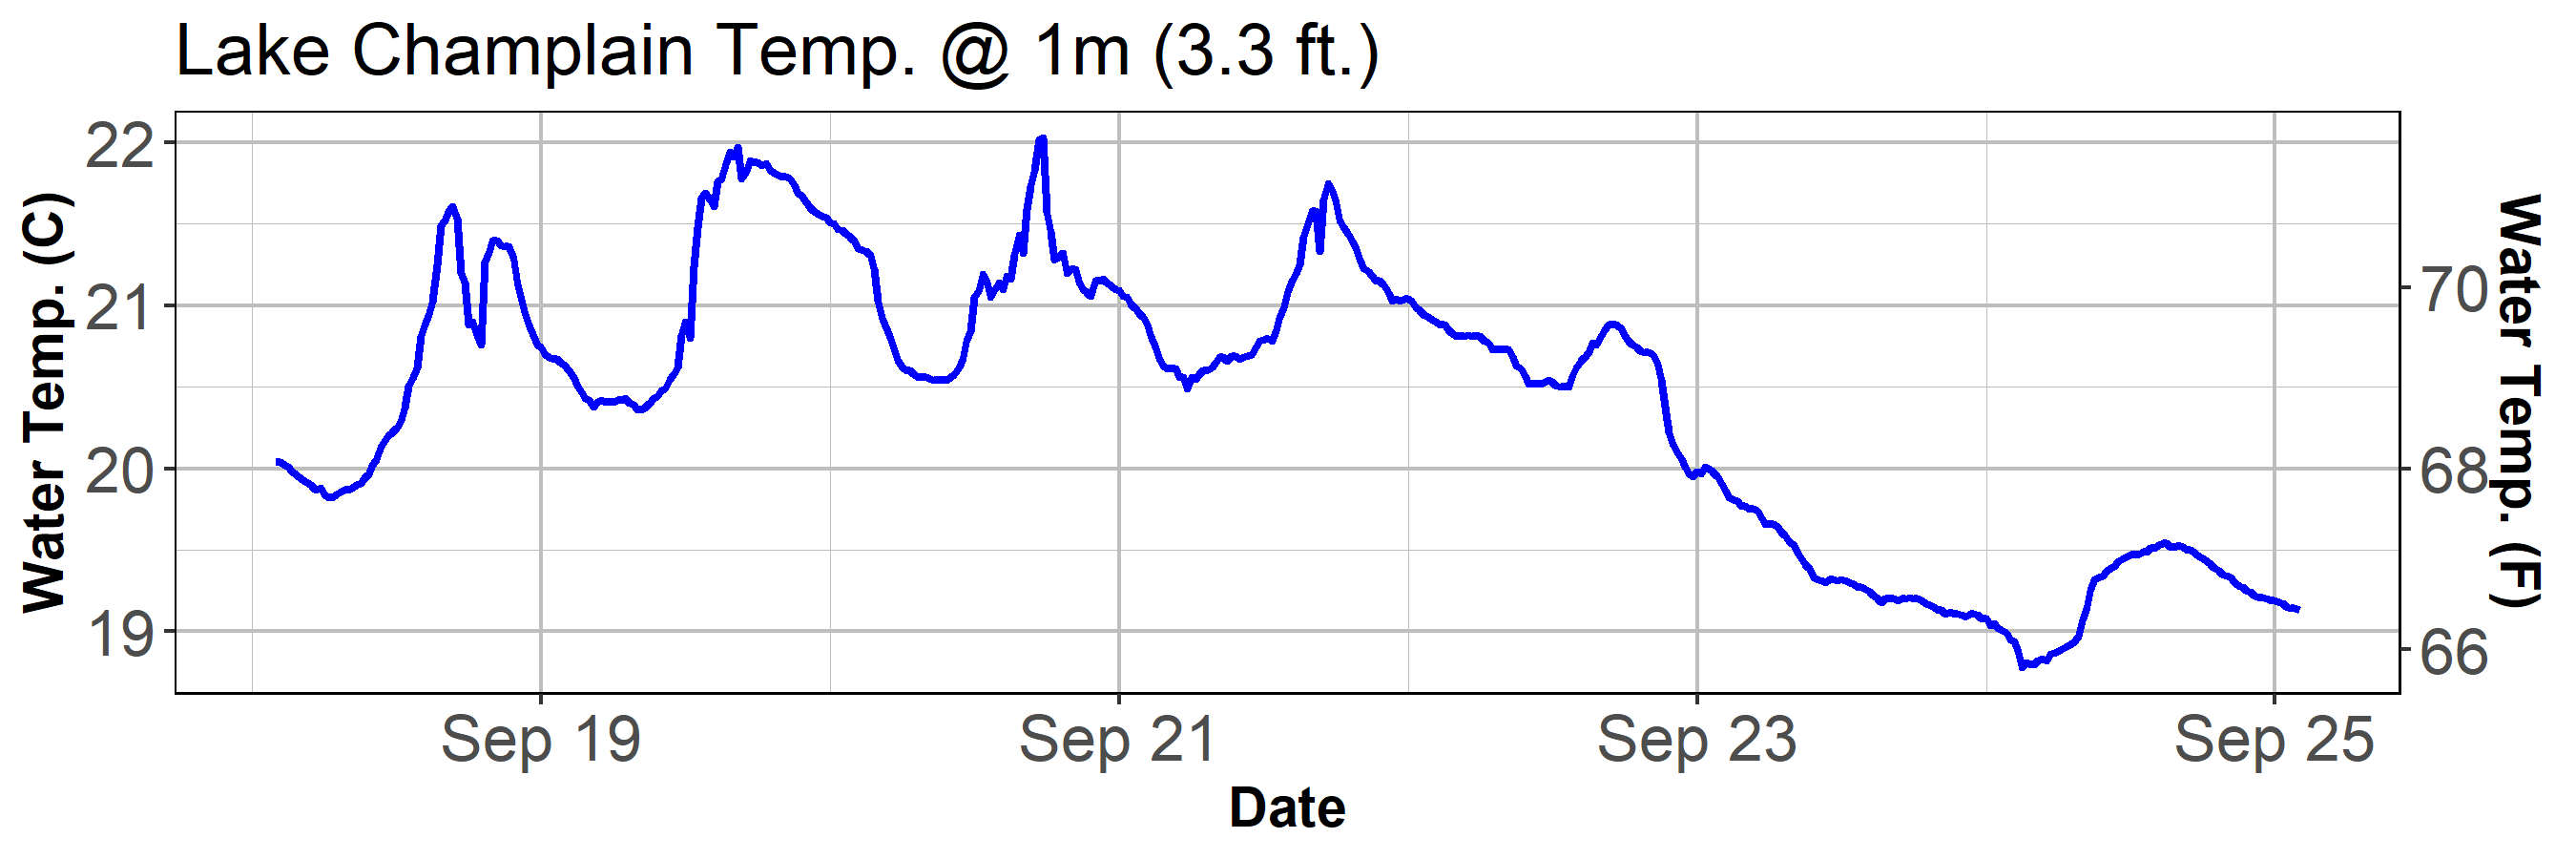 Lake Champlain Temp. @ 1m (3.3 ft.)
Water Temp. (C)
22
21
20
19
70
68
66
Water Temp. (F)
Sep 19
Sep 21
Sep 23
Sep 25
Date